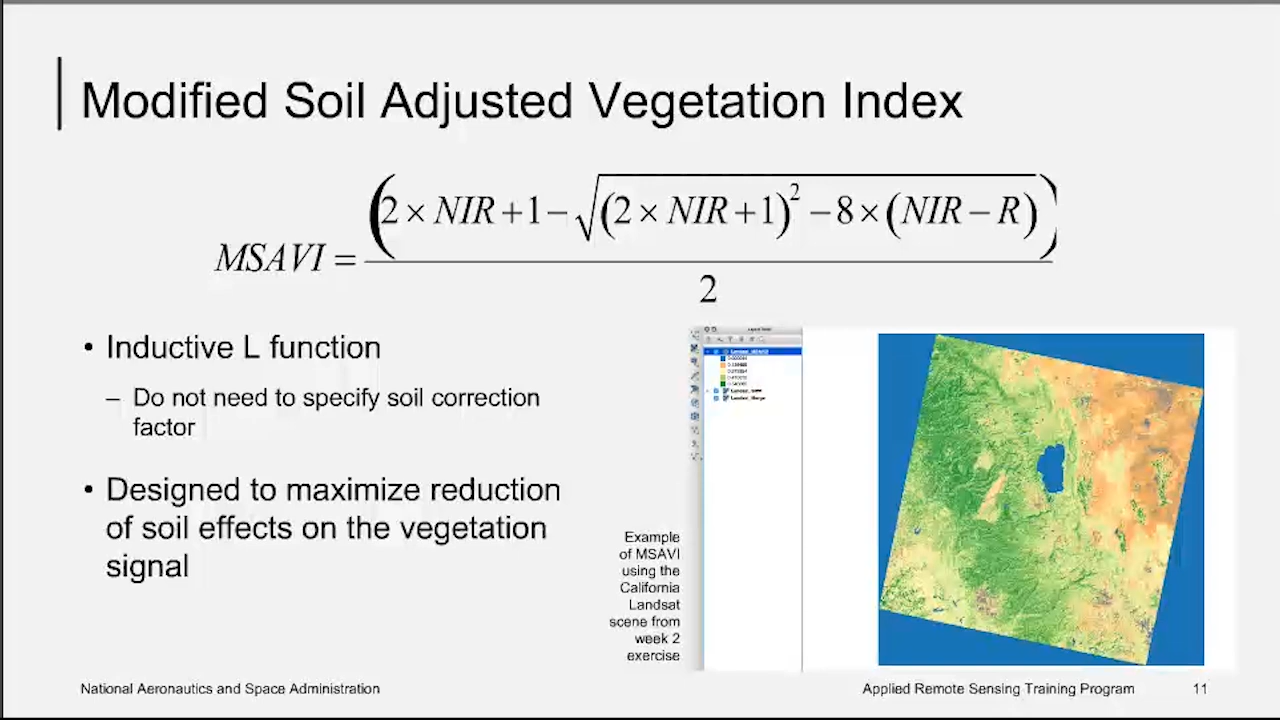 Modified Soil Adjusted Vegetation Index
MSAVI = (2 × NIR + 1 − √((2 × NIR + 1)² − 8 × (NIR − R))) / 2
• Inductive L function
– Do not need to specify soil correction
factor
• Designed to maximize reduction
of soil effects on the vegetation
signal
Example
of MSAVI
using the
California
Landsat
scene from
week 2
exercise
National Aeronautics and Space Administration
Applied Remote Sensing Training Program
11